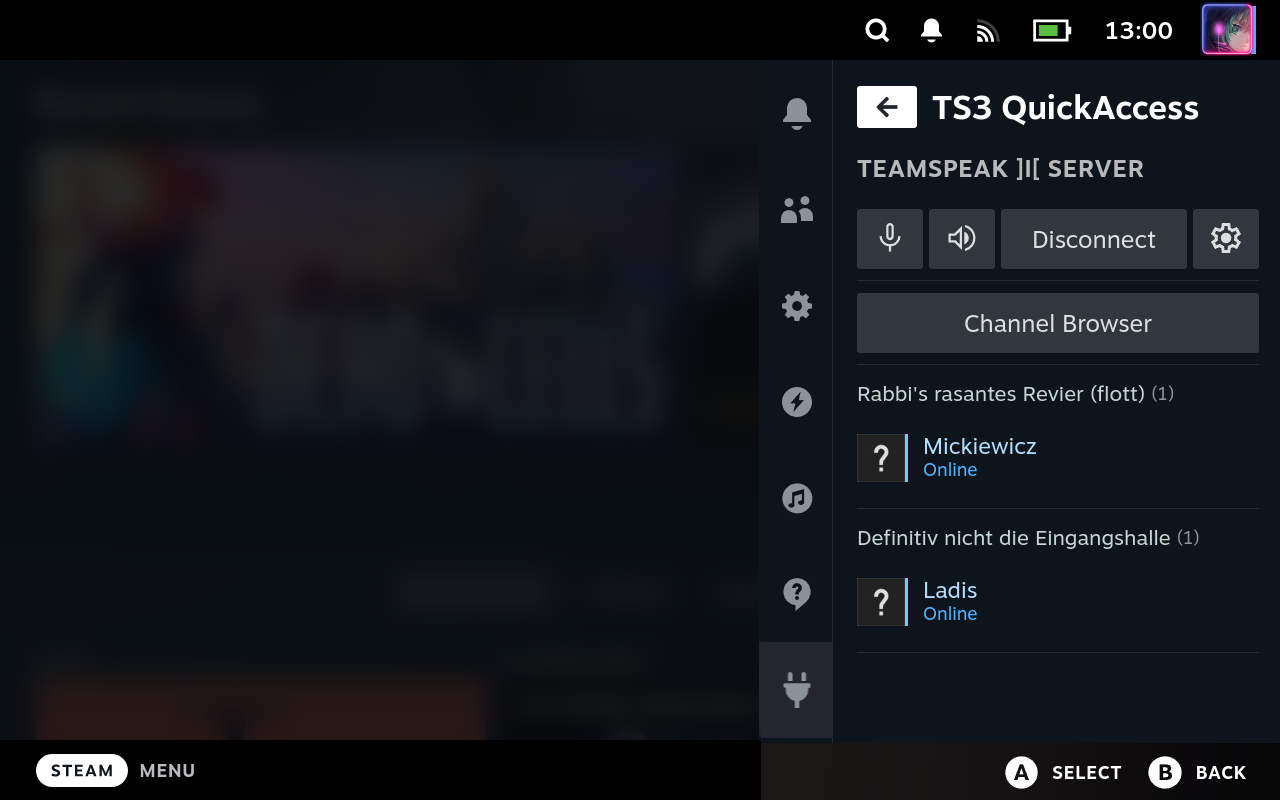 13:00
TS3 QuickAccess
TEAMSPEAK ]I[ SERVER
Disconnect
Channel Browser
Rabbi's rasantes Revier (flott) (1)
?
Mickiewicz
Online
Definitiv nicht die Eingangshalle (1)
?
Ladis
Online
STEAM MENU
A SELECT B BACK